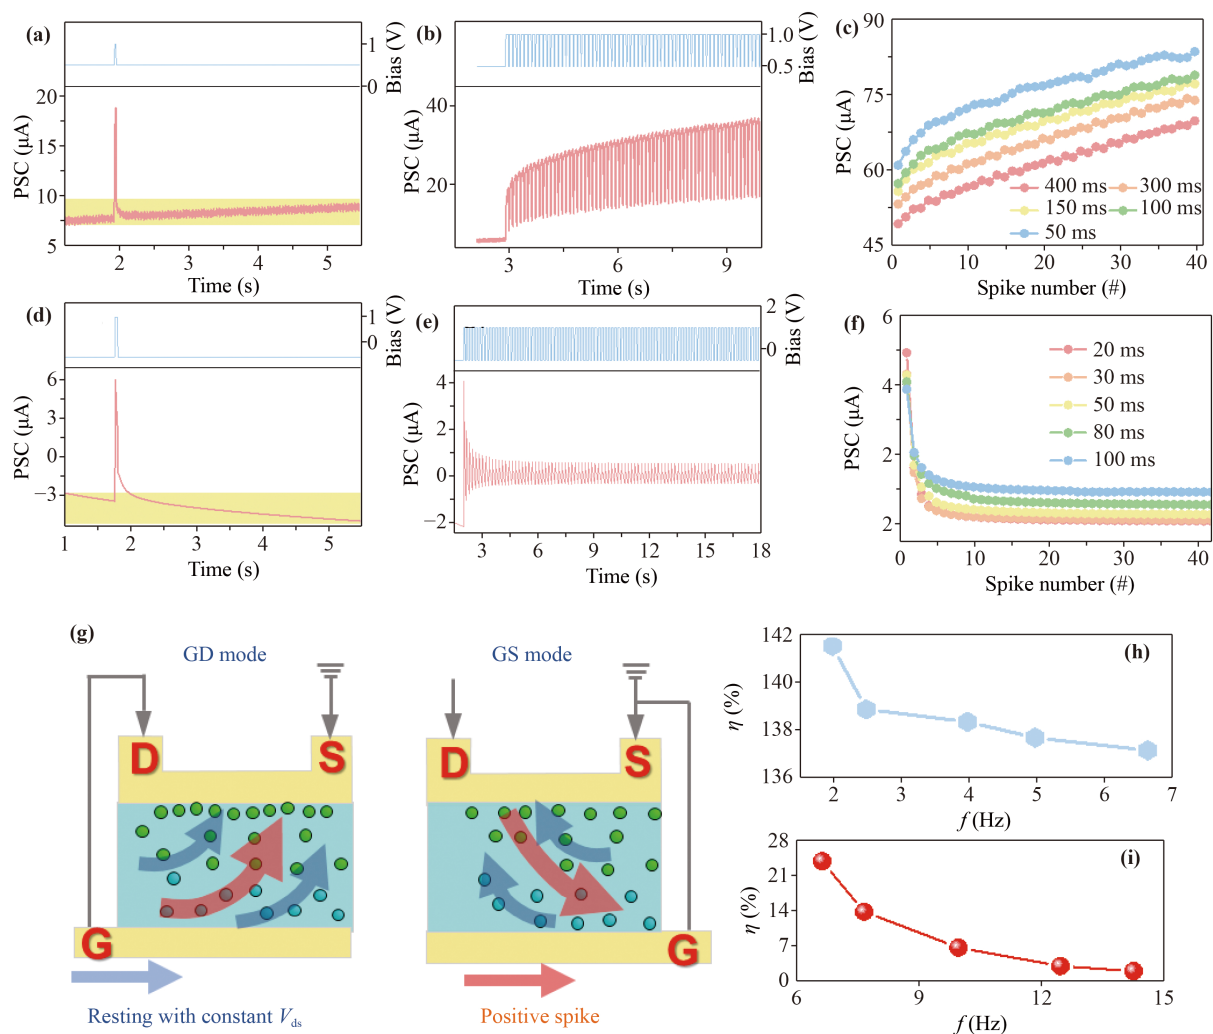 (a)
1
0
Bias (V)
20
15
10
5
PSC (μA)
2
3
4
5
Time (s)
(b)
1.0
0.5
Bias (V)
40
20
PSC (μA)
3
6
9
Time (s)
(c)
90
75
60
45
PSC (μA)
400 ms
300 ms
150 ms
100 ms
50 ms
0
10
20
30
40
Spike number (#)
(d)
1
0
Bias (V)
6
3
0
−3
PSC (μA)
1
2
3
4
5
Time (s)
(e)
2
0
Bias (V)
4
2
0
−2
PSC (μA)
3
6
9
12
15
18
Time (s)
(f)
6
4
2
PSC (μA)
20 ms
30 ms
50 ms
80 ms
100 ms
0
10
20
30
40
Spike number (#)
(g)
GD mode
D
S
G
Resting with constant Vds
GS mode
D
S
G
Positive spike
(h)
142
140
138
136
η (%)
2
3
4
5
6
7
f (Hz)
(i)
28
21
14
7
0
η (%)
6
9
12
15
f (Hz)